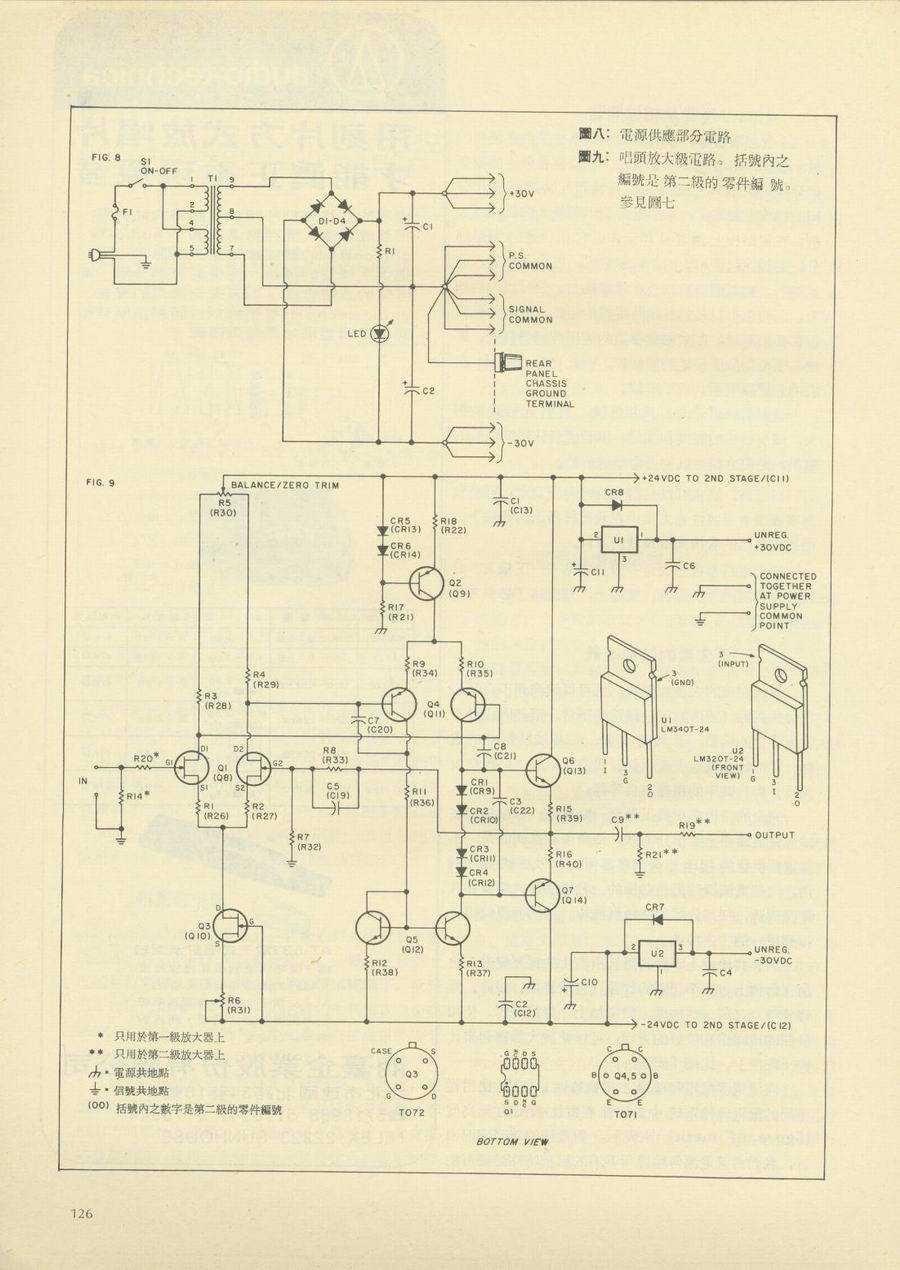 圖八： 電源供應部分電路
圖九： 唱頭放大級電路。 括號內之
編號是 第二級的 零件編 號。
參見圖七
FIG. 8
S1
ON-OFF
F1
T1
1
2
4
5
9
8
7
D1-D4
R1
LED
+
C1
+
C2
+30V
P.S.
COMMON
SIGNAL
COMMON
REAR
PANEL
CHASSIS
GROUND
TERMINAL
-30V
FIG. 9
BALANCE/ZERO TRIM
R5
(R30)
CR5
(CR13)
CR6
(CR14)
R18
(R22)
C1
(C13)
+24VDC TO 2ND STAGE/(C11)
CR8
2
U1
1
3
+
C11
C6
UNREG.
+30VDC
CONNECTED
TOGETHER
AT POWER
SUPPLY
COMMON
POINT
Q2
(Q9)
R17
(R21)
R4
(R29)
R3
(R28)
R9
(R34)
R10
(R35)
Q4
(Q11)
C7
(C20)
C8
(C21)
3
(GND)
U1
LM340T-24
1
I
3
G
2
O
3
(INPUT)
U2
LM320T-24
(FRONT
VIEW)
1
G
3
I
2
O
IN
R20*
R14*
G1
D1
S1
Q1
(Q8)
D2
S2
G2
R8
(R33)
C5
(C19)
R1
(R26)
R2
(R27)
R7
(R32)
R11
(R36)
CR1
(CR9)
CR2
(CR10)
CR3
(CR11)
CR4
(CR12)
C3
(C22)
Q6
(Q13)
R15
(R39)
R16
(R40)
Q7
(Q14)
C9**
R19**
R21**
OUTPUT
Q3
(Q10)
D
G
S
Q5
(Q12)
R12
(R38)
R13
(R37)
R6
(R31)
CR7
2
U2
3
1
+
C10
C4
UNREG.
-30VDC
C2
(C12)
-24VDC TO 2ND STAGE/(C12)
* 只用於第一級放大器上
** 只用於第二級放大器上
= 電源共地點
= 信號共地點
(00) 括號內之數字是第二級的零件編號
CASE
S
Q3
G
D
TO72
G N D S
S D C G
Q1
C
C
B
Q4,5
B
E
E
TO71
BOTTOM VIEW
126